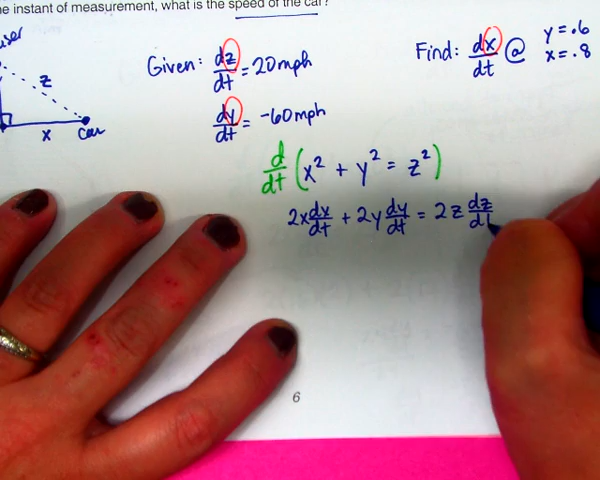 he instant of measurement, what is the speed of the car?
Given: dz/dt = 20mph
Find: dx/dt @ y = .6
x = .8
z
x
car
dy/dt = -60mph
d/dt (x² + y² = z²)
2x dx/dt + 2y dy/dt = 2z dz/dt
6